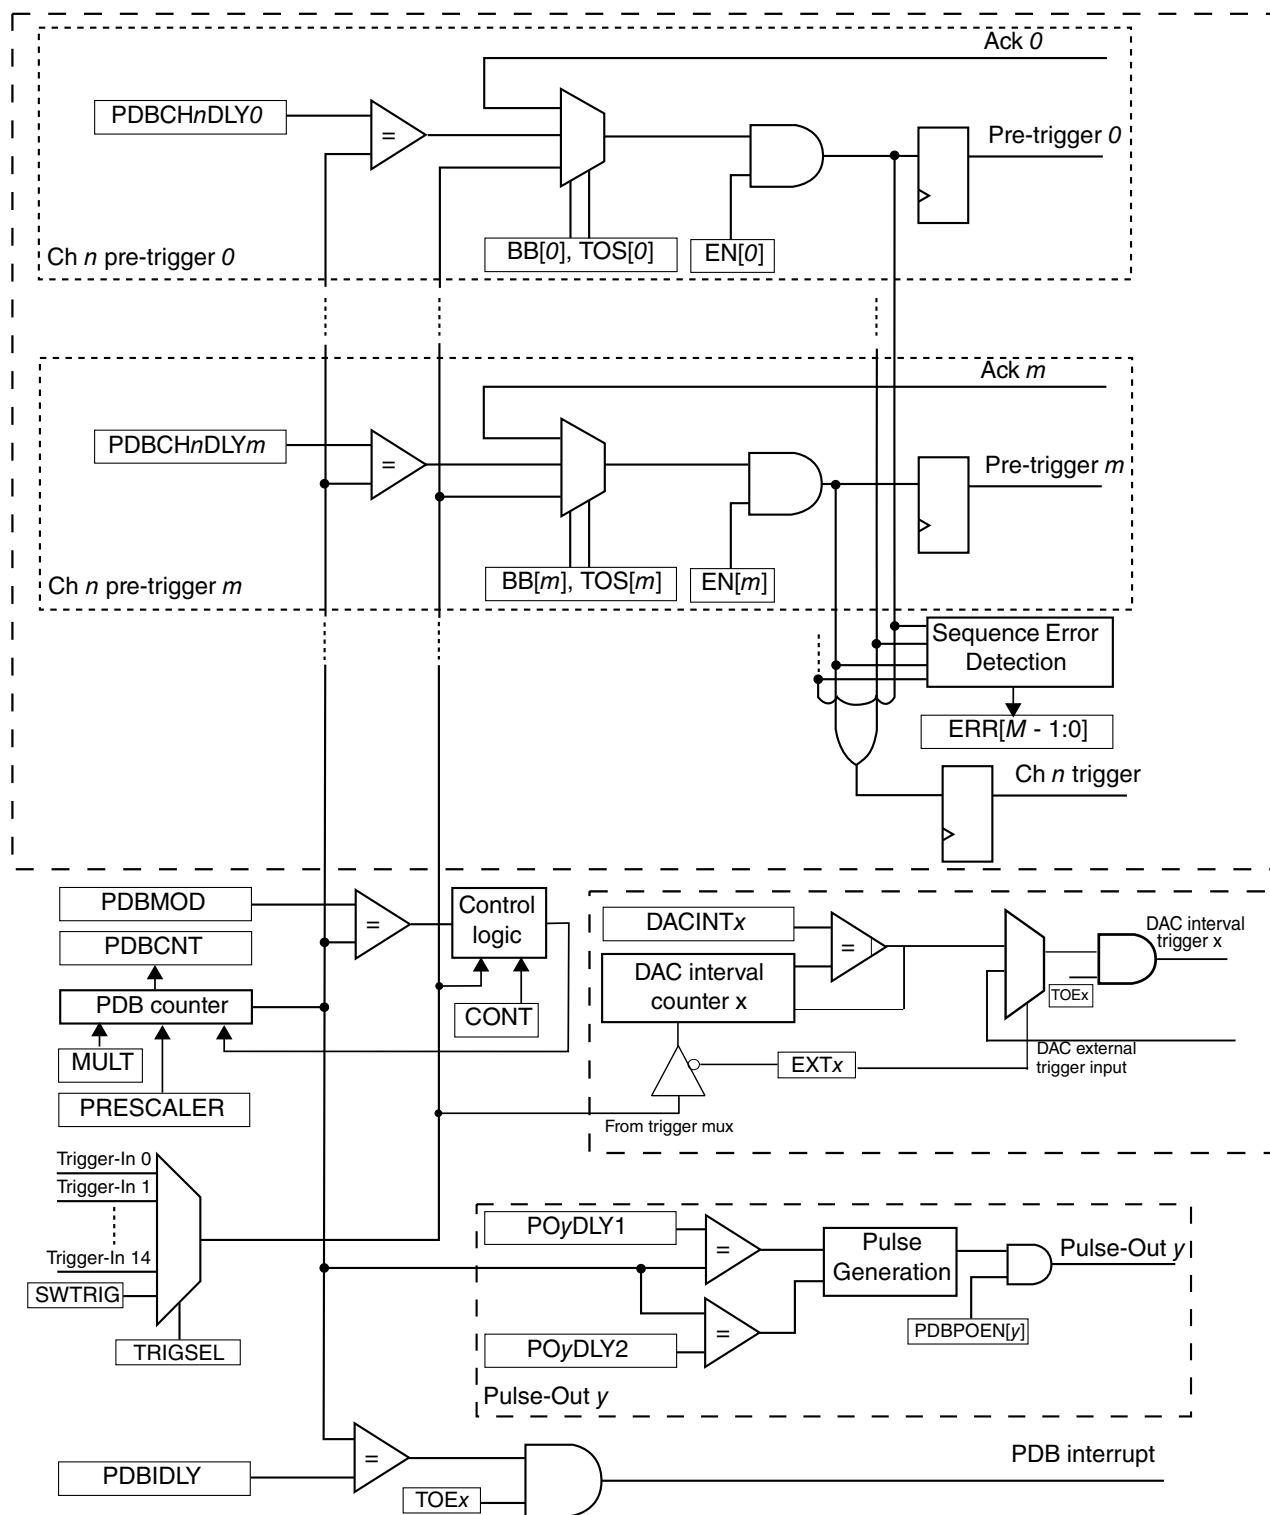 Ack 0
PDBCHnDLY0
=
Pre-trigger 0
BB[0], TOS[0]
EN[0]
Ch n pre-trigger 0
Ack m
PDBCHnDLYm
=
Pre-trigger m
BB[m], TOS[m]
EN[m]
Ch n pre-trigger m
Sequence Error
Detection
ERR[M - 1:0]
Ch n trigger
PDBMOD
=
Control
logic
PDBCNT
PDB counter
CONT
MULT
PRESCALER
DACINTx
=
DAC interval
counter x
DAC interval
trigger x
TOEx
EXTx
DAC external
trigger input
From trigger mux
Trigger-In 0
Trigger-In 1
Trigger-In 14
SWTRIG
TRIGSEL
POyDLY1
=
Pulse
Generation
Pulse-Out y
PDBPOEN[y]
=
POyDLY2
Pulse-Out y
=
PDB interrupt
PDBIDLY
TOEx